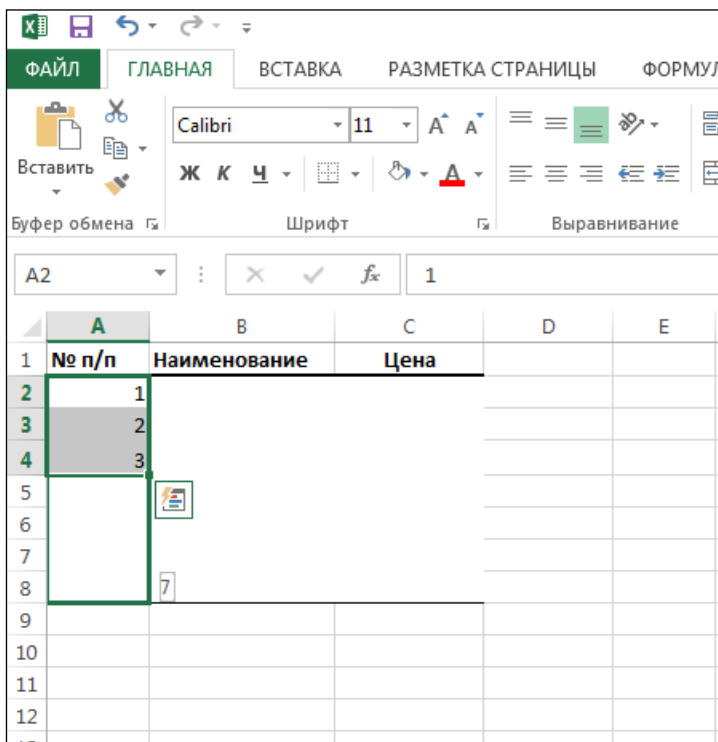 ФАЙЛ ГЛАВНАЯ ВСТАВКА РАЗМЕТКА СТРАНИЦЫ ФОРМУЛ
Calibri 11 A A
Вставить Ж К Ч A
Буфер обмена Шрифт Выравнивание
A2 fx 1
A B C D E
1 № п/п Наименование Цена
2 1
3 2
4 3
5
6
7
8 7
9
10
11
12